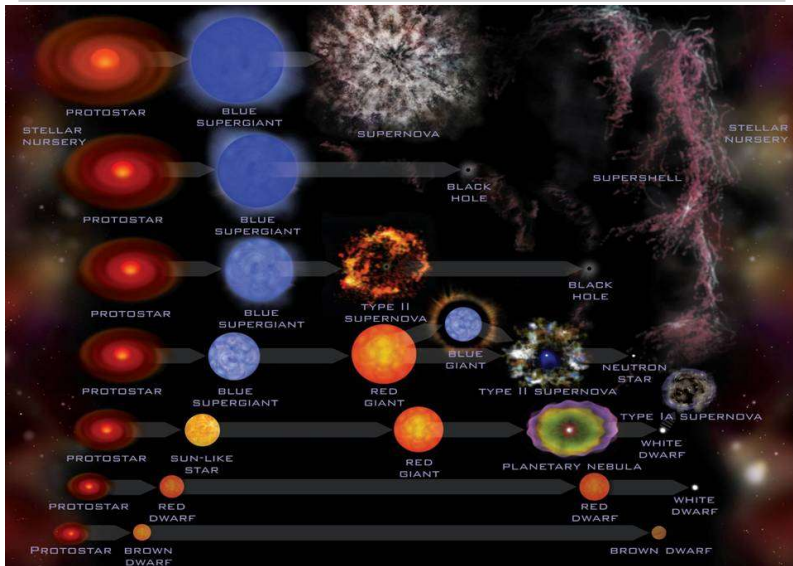 PROTOSTAR
BLUE
SUPERGIANT
SUPERNOVA
STELLAR
NURSERY
STELLAR
NURSERY
PROTOSTAR
BLUE
SUPERGIANT
BLACK
HOLE
SUPERSHELL
PROTOSTAR
BLUE
SUPERGIANT
TYPE II
SUPERNOVA
BLACK
HOLE
PROTOSTAR
BLUE
SUPERGIANT
RED
GIANT
BLUE
GIANT
TYPE II SUPERNOVA
NEUTRON
STAR
TYPE IA SUPERNOVA
PROTOSTAR
SUN-LIKE
STAR
RED
GIANT
PLANETARY NEBULA
WHITE
DWARF
PROTOSTAR
RED
DWARF
RED
DWARF
WHITE
DWARF
PROTOSTAR
BROWN
DWARF
BROWN DWARF